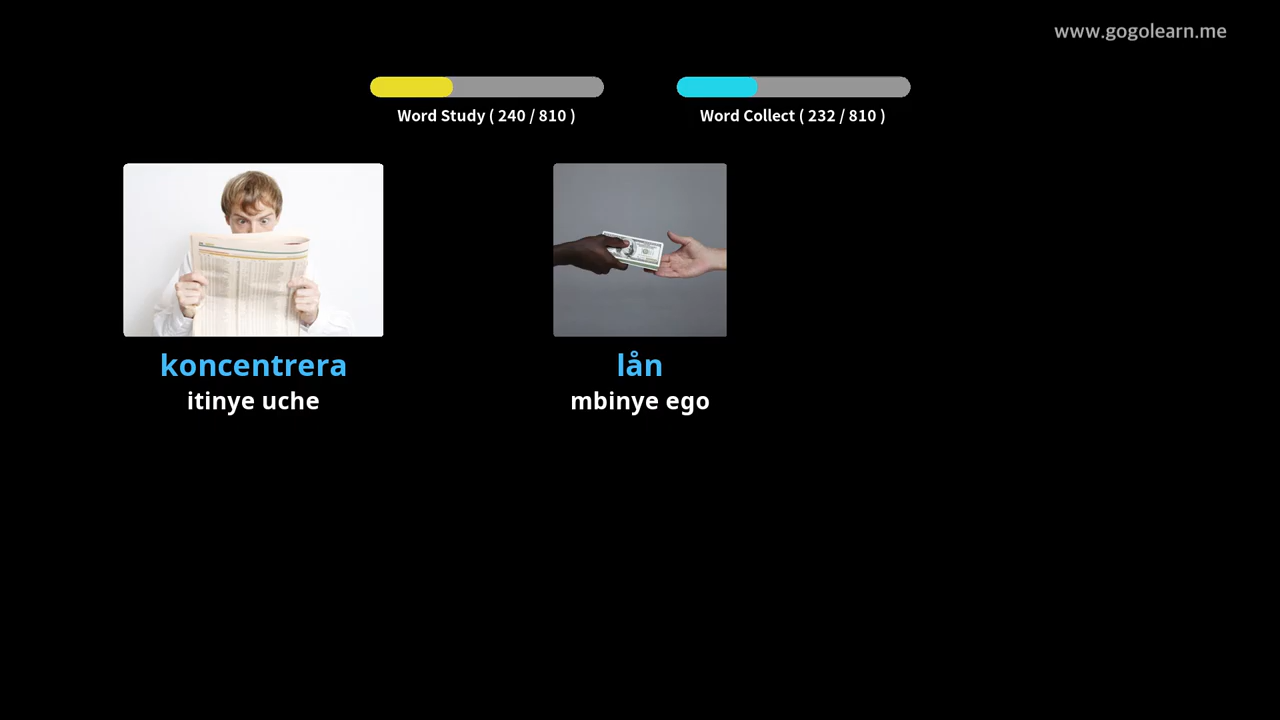 www.gogolearn.me
Word Study ( 240 / 810 )
Word Collect ( 232 / 810 )
koncentrera
itinye uche
lån
mbinye ego